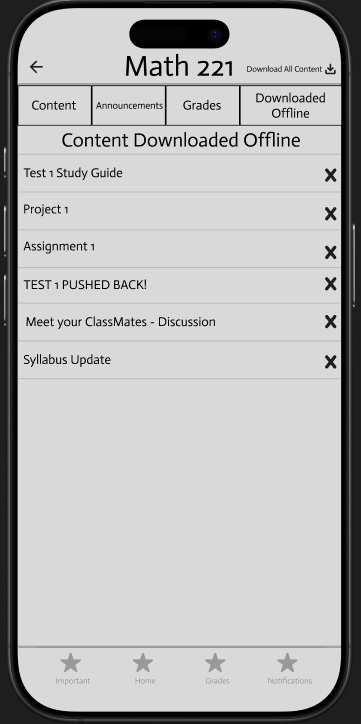 Math 221
Download All Content
Content
Announcements
Grades
Downloaded
Offline
Content Downloaded Offline
Test 1 Study Guide
Project 1
Assignment 1
TEST 1 PUSHED BACK!
Meet your ClassMates - Discussion
Syllabus Update
Important
Home
Grades
Notifications